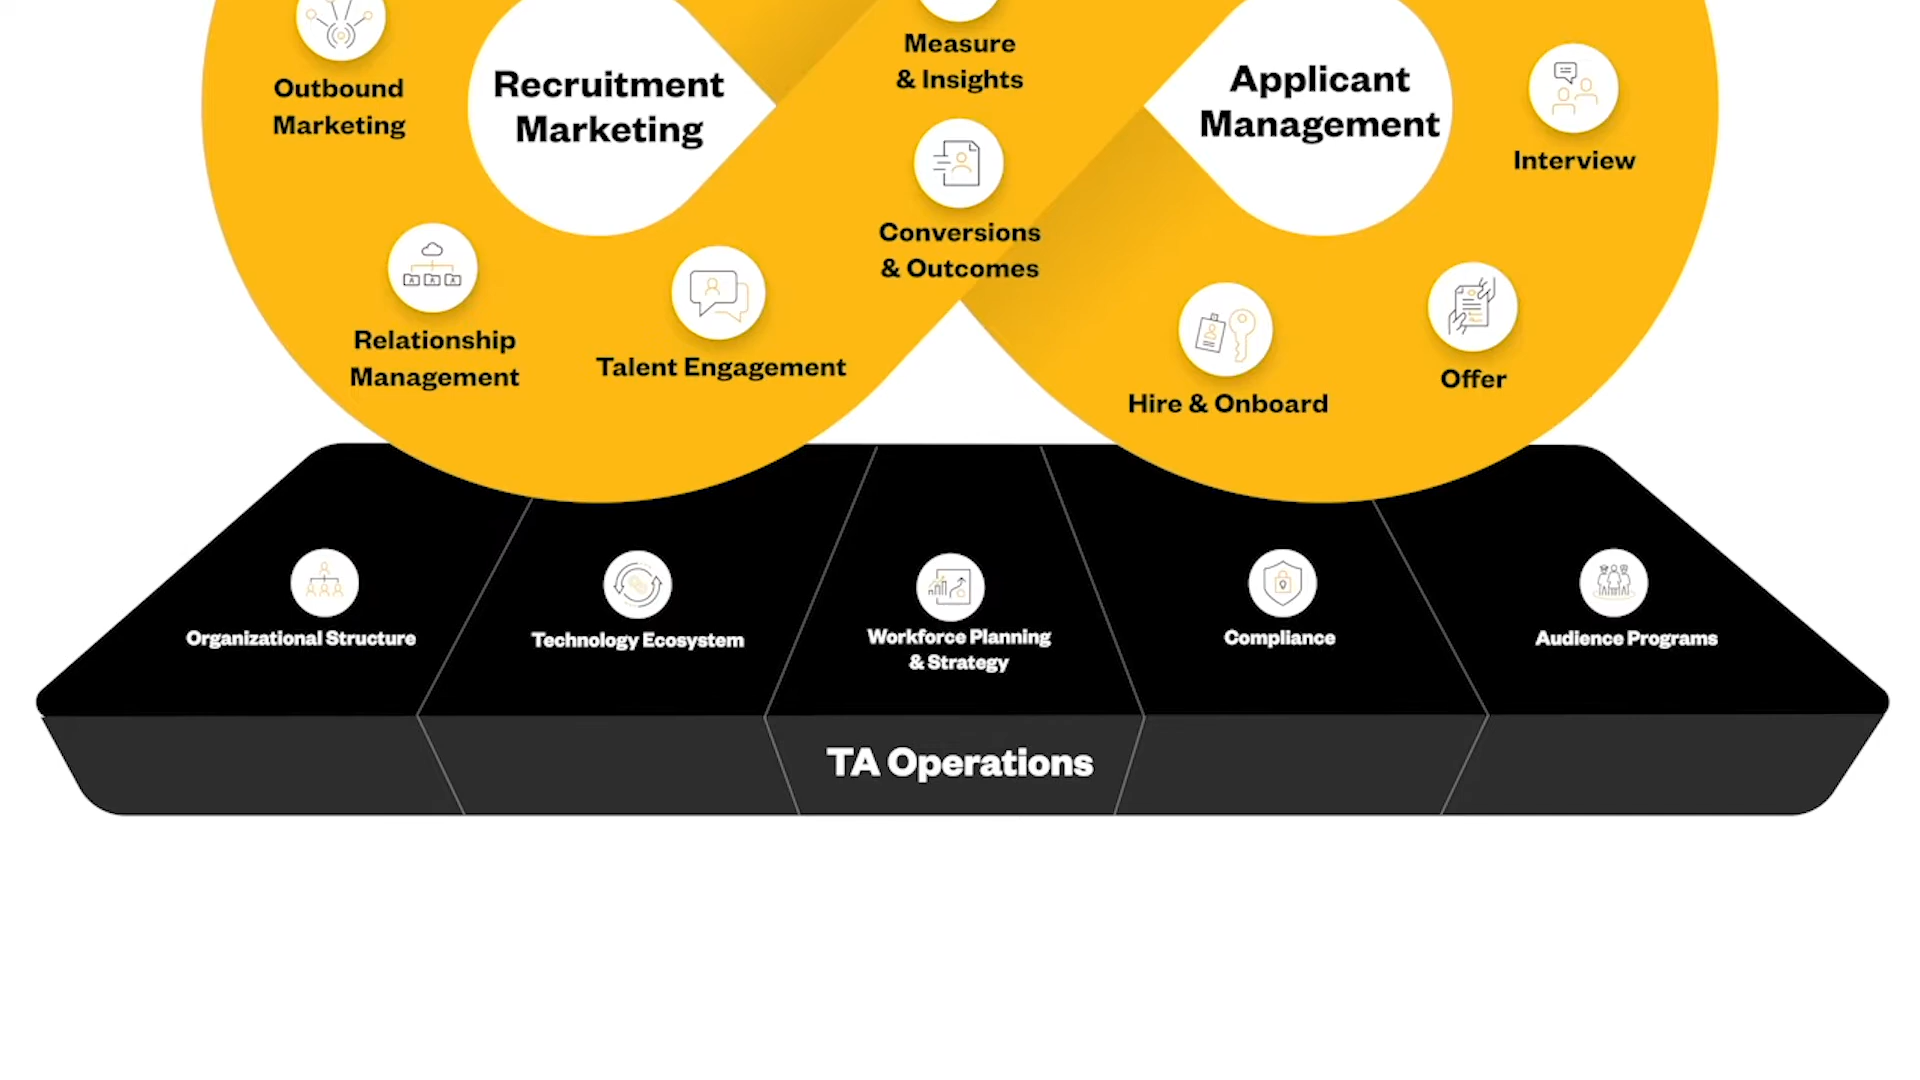 Measure
& Insights
Outbound
Marketing
Recruitment
Marketing
Applicant
Management
Interview
Conversions
& Outcomes
Relationship
Management
Talent Engagement
Hire & Onboard
Offer
Organizational Structure
Technology Ecosystem
Workforce Planning
& Strategy
Compliance
Audience Programs
TA Operations